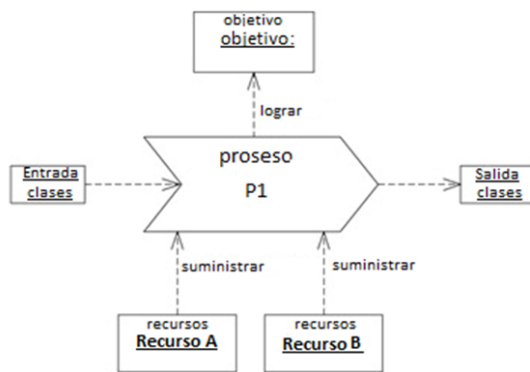 objetivo
objetivo:
lograr
proseso
P1
Entrada
clases
Salida
clases
suministrar
suministrar
recursos
Recurso A
recursos
Recurso B